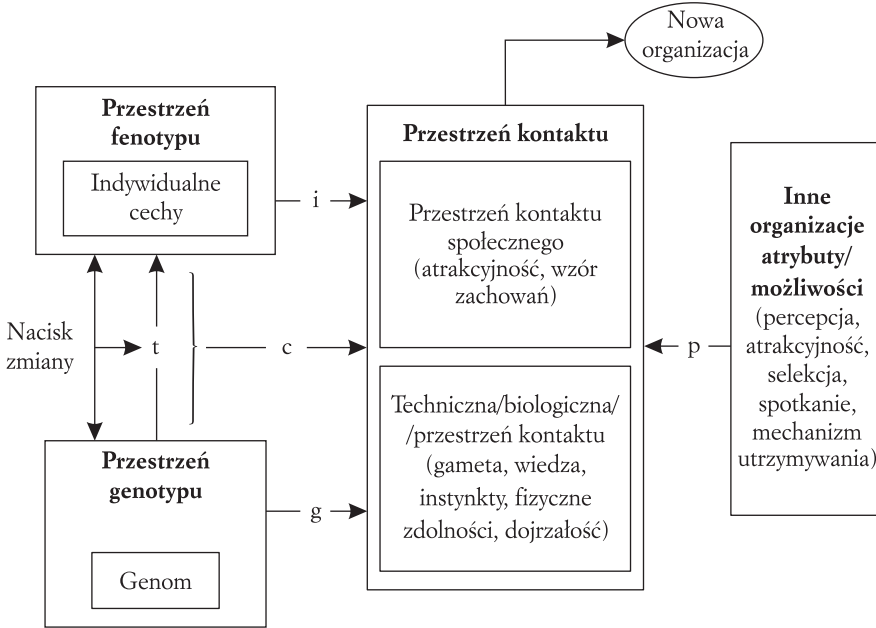 Nowa
organizacja
Przestrzeń
fenotypu
Indywidualne
cechy
i
Przestrzeń kontaktu
Przestrzeń kontaktu
społecznego
(atrakcyjność, wzór
zachowań)
Inne
organizacje
atrybuty/
możliwości
(percepcja,
atrakcyjność,
selekcja,
spotkanie,
mechanizm
utrzymywania)
Nacisk
zmiany
t
c
p
Techniczna/biologiczna/
/przestrzeń kontaktu
(gameta, wiedza,
instynkty, fizyczne
zdolności, dojrzałość)
Przestrzeń
genotypu
g
Genom